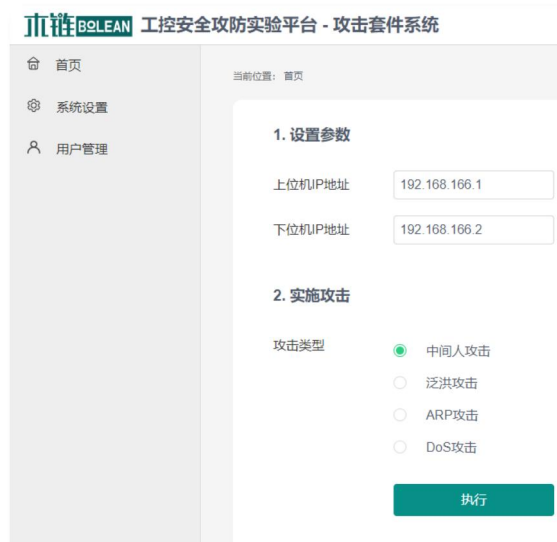 木链 BOLEAN 工控安全攻防实验平台 - 攻击套件系统
首页
系统设置
用户管理
当前位置：首页
1. 设置参数
上位机IP地址 192.168.166.1
下位机IP地址 192.168.166.2
2. 实施攻击
攻击类型 中间人攻击
泛洪攻击
ARP攻击
DoS攻击
执行